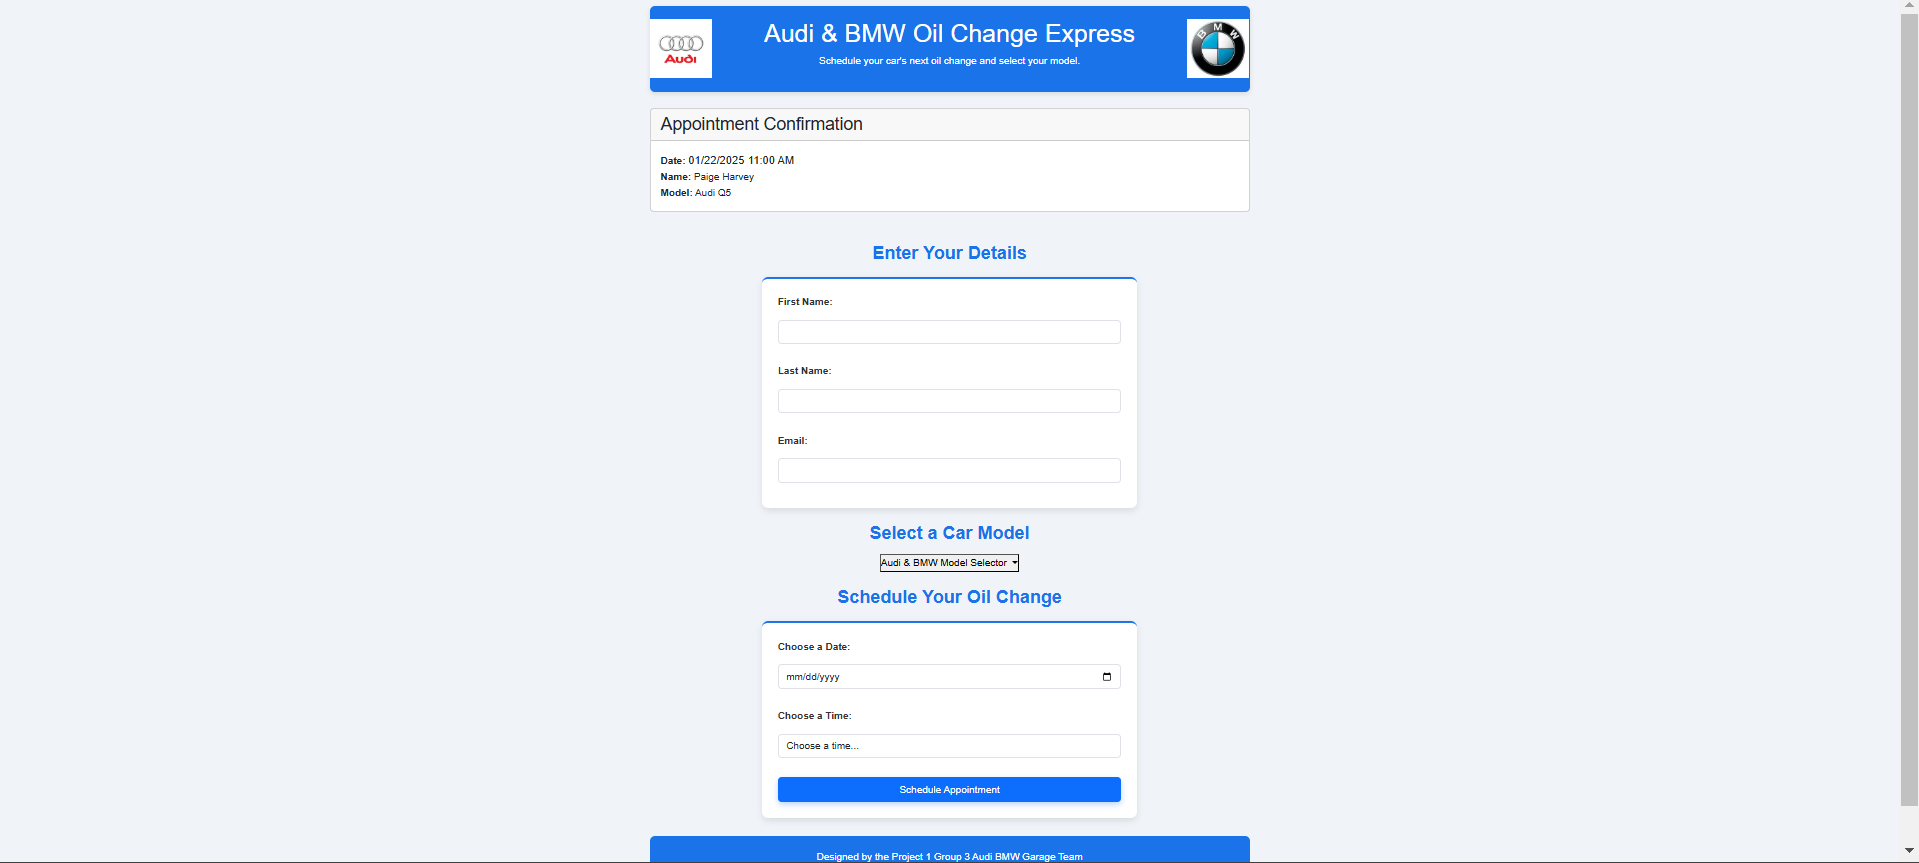 Audi
Audi & BMW Oil Change Express
Schedule your car's next oil change and select your model.
BMW
Appointment Confirmation
Date: 01/22/2025 11:00 AM
Name: Paige Harvey
Model: Audi Q5
Enter Your Details
First Name:
Last Name:
Email:
Select a Car Model
Audi & BMW Model Selector
Schedule Your Oil Change
Choose a Date:
mm/dd/yyyy
Choose a Time:
Choose a time...
Schedule Appointment
Designed by the Project 1 Group 3 Audi BMW Garage Team